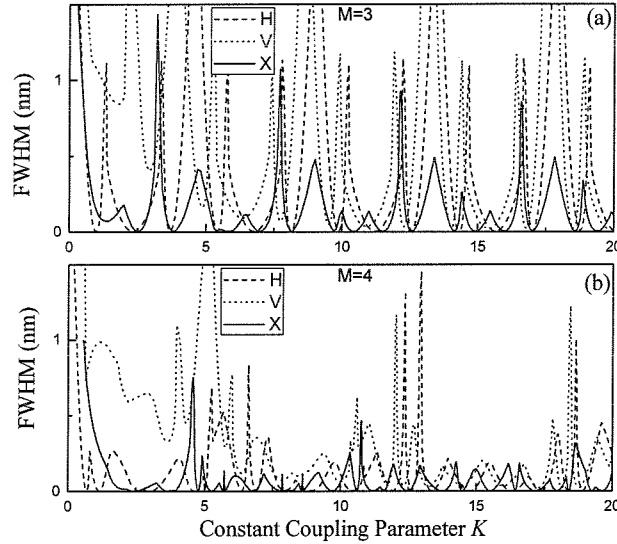 M=3
(a)
H
V
X
FWHM (nm)
1
0
0
5
10
15
20
M=4
(b)
H
V
X
FWHM (nm)
1
0
0
5
10
15
20
Constant Coupling Parameter K